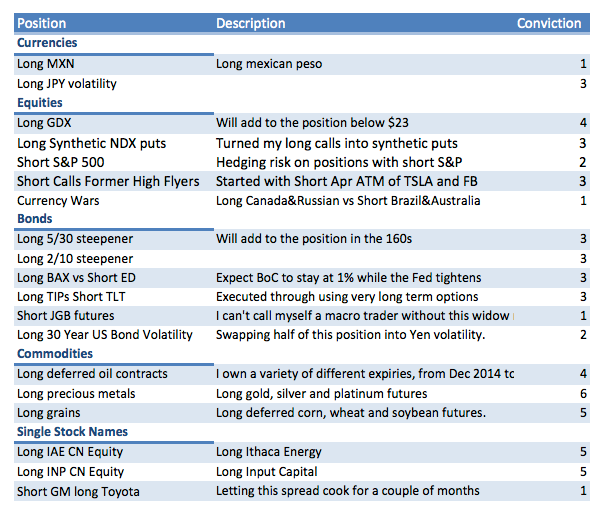 Position Description Conviction
Currencies
Long MXN Long mexican peso 1
Long JPY volatility 3
Equities
Long GDX Will add to the position below $23 4
Long Synthetic NDX puts Turned my long calls into synthetic puts 3
Short S&P 500 Hedging risk on positions with short S&P 2
Short Calls Former High Flyers Started with Short Apr ATM of TSLA and FB 3
Currency Wars Long Canada&Russian vs Short Brazil&Australia 1
Bonds
Long 5/30 steepener Will add to the position in the 160s 3
Long 2/10 steepener 3
Long BAX vs Short ED Expect BoC to stay at 1% while the Fed tightens 3
Long TIPs Short TLT Executed through using very long term options 3
Short JGB futures I can't call myself a macro trader without this widow 1
Long 30 Year US Bond Volatility Swapping half of this position into Yen volatility. 2
Commodities
Long deferred oil contracts I own a variety of different expiries, from Dec 2014 to 4
Long precious metals Long gold, silver and platinum futures 6
Long grains Long deferred corn, wheat and soybean futures. 5
Single Stock Names
Long IAE CN Equity Long Ithaca Energy 5
Long INP CN Equity Long Input Capital 5
Short GM long Toyota Letting this spread cook for a couple of months 1